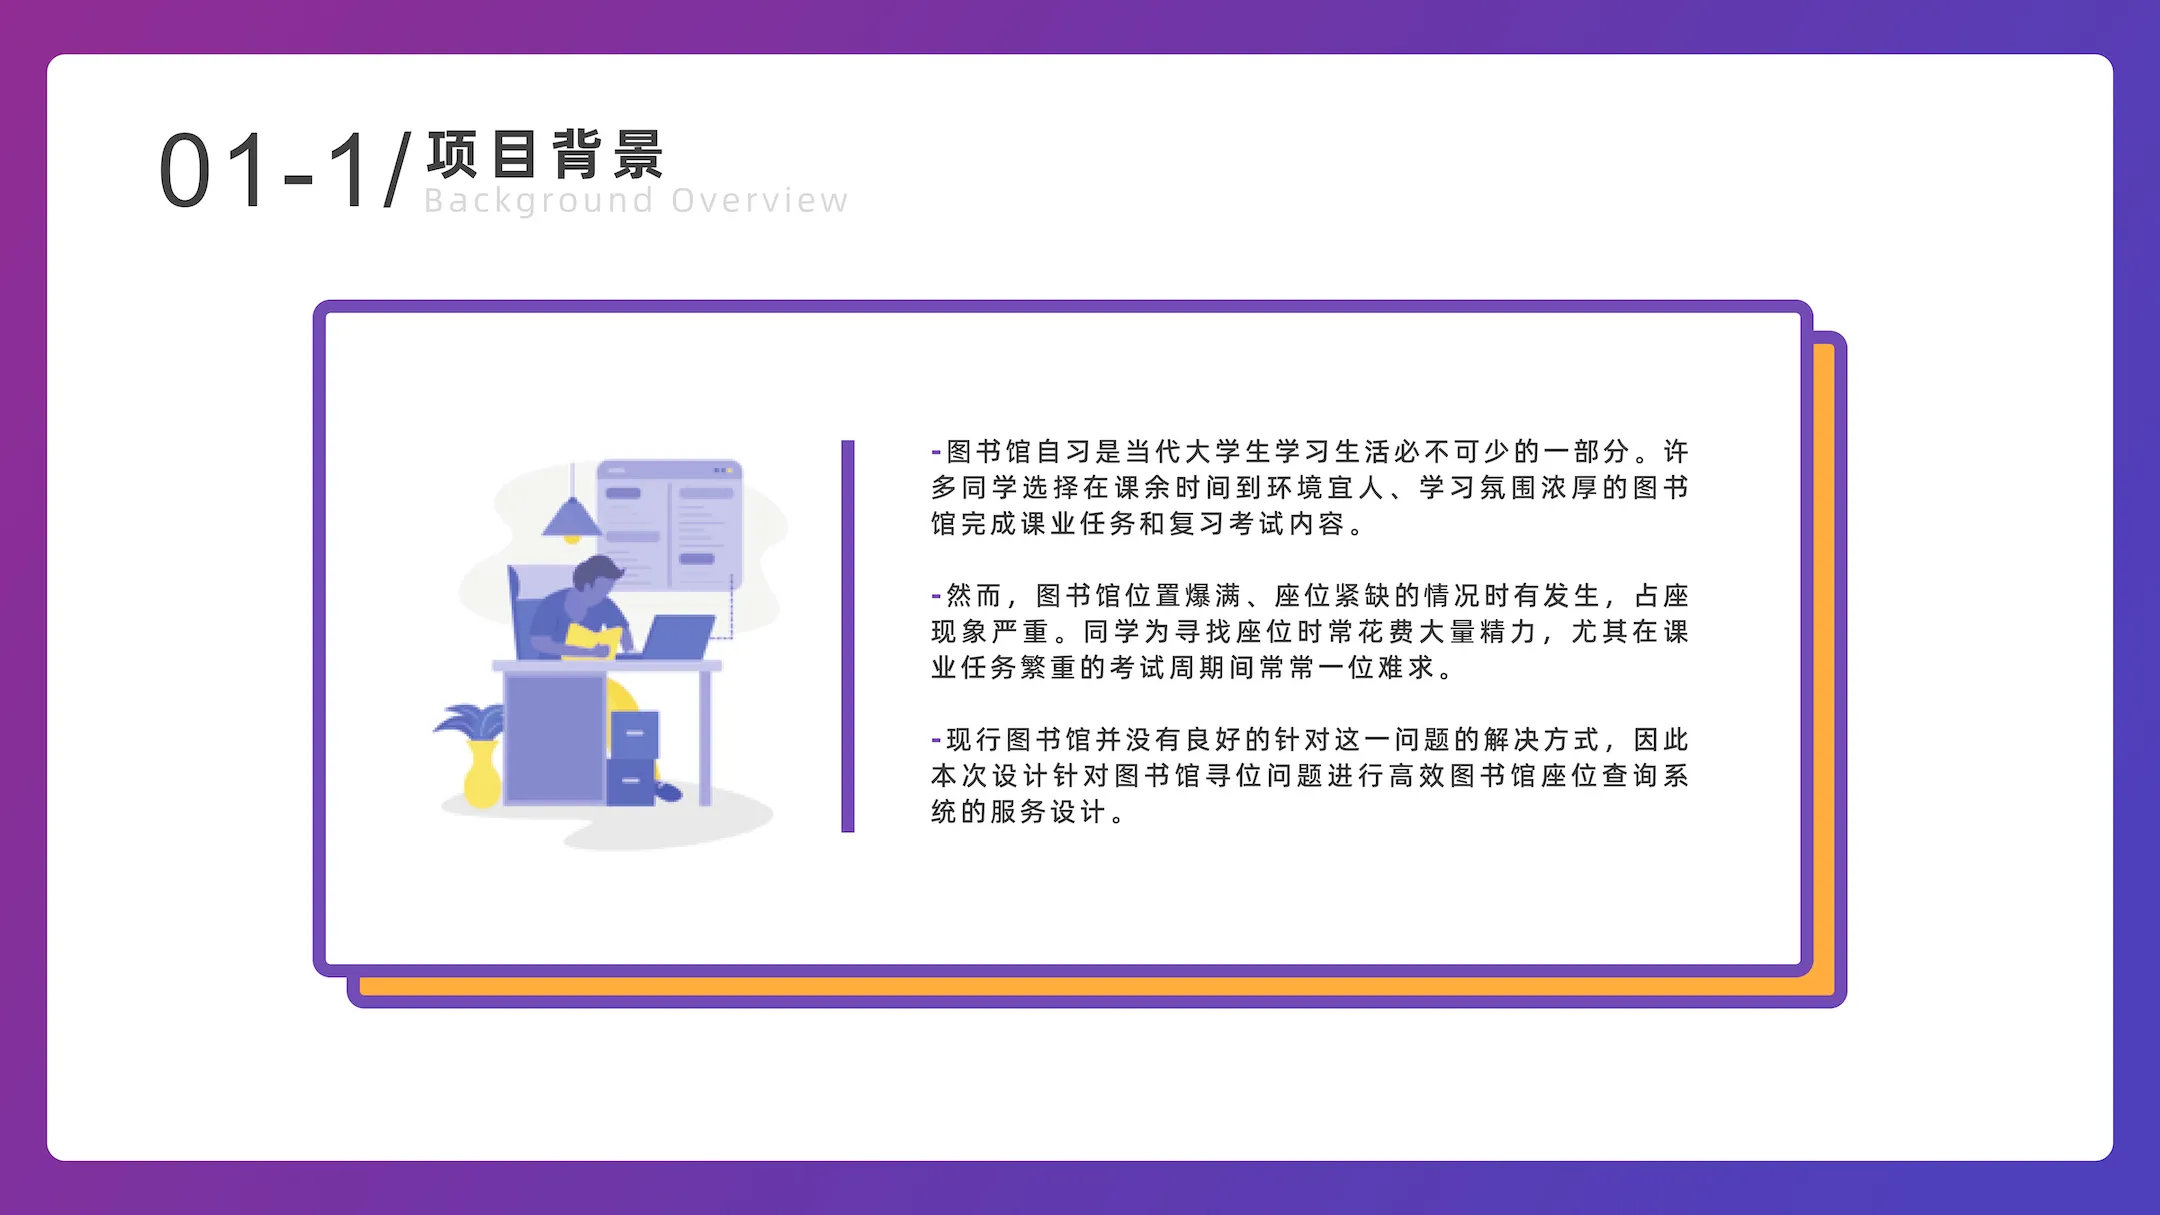 01-1/项目背景
Background Overview
-图书馆自习是当代大学生学习生活必不可少的一部分。许
多同学选择在课余时间到环境宜人、学习氛围浓厚的图书
馆完成课业任务和复习考试内容。
-然而，图书馆位置爆满、座位紧缺的情况时有发生，占座
现象严重。同学为寻找座位时常花费大量精力，尤其在课
业任务繁重的考试周期间常常一位难求。
-现行图书馆并没有良好的针对这一问题的解决方式，因此
本次设计针对图书馆寻位问题进行高效图书馆座位查询系
统的服务设计。